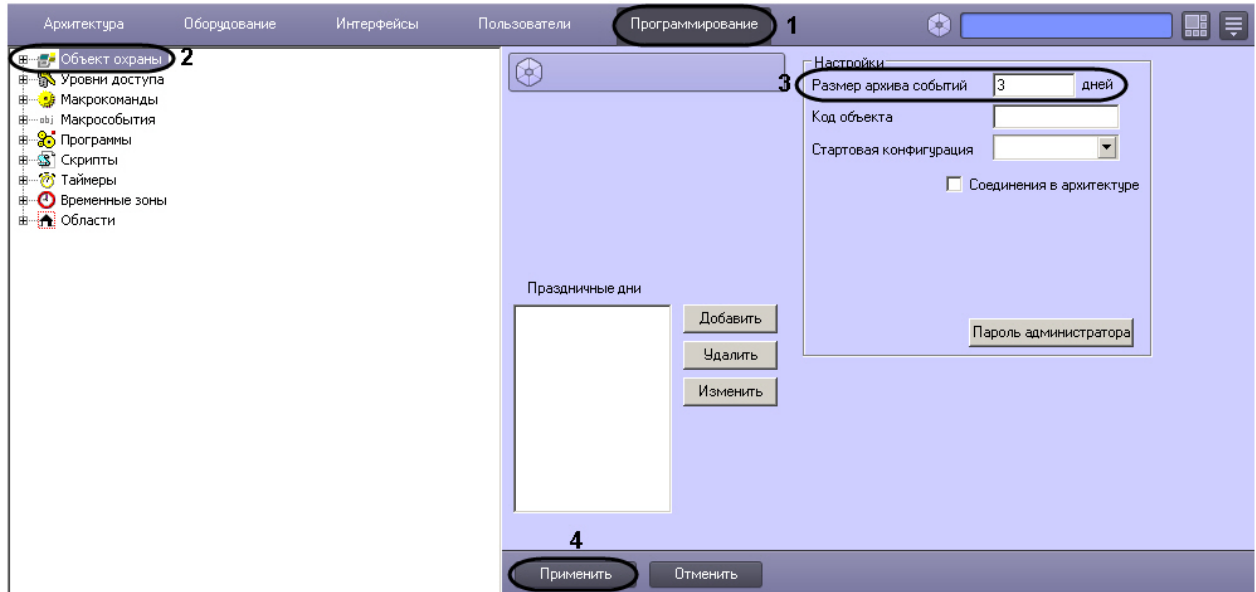 Архитектура Оборудование Интерфейсы Пользователи Программирование 1
Объект охраны 2
Уровни доступа
Макрокоманды
obj Макрособытия
Программы
Скрипты
Таймеры
Временные зоны
Области
Настройки
3 Размер архива событий 3 дней
Код объекта
Стартовая конфигурация
Соединения в архитектуре
Праздничные дни
Добавить
Удалить
Изменить
Пароль администратора
4
Применить Отменить